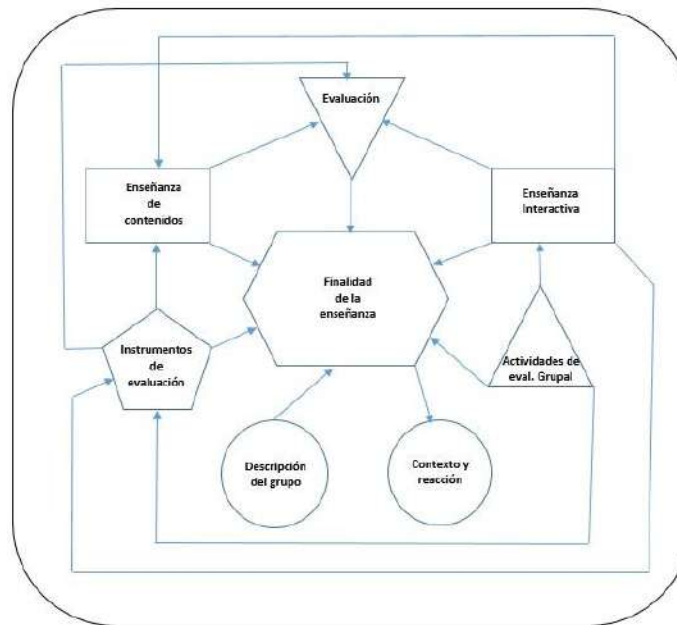 Evaluación
Enseñanza
de
contenidos
Enseñanza
Interactiva
Finalidad
de la
enseñanza
Instrumentos
de
evaluación
Actividades de
eval. Grupal
Descripción
del grupo
Contexto y
reacción